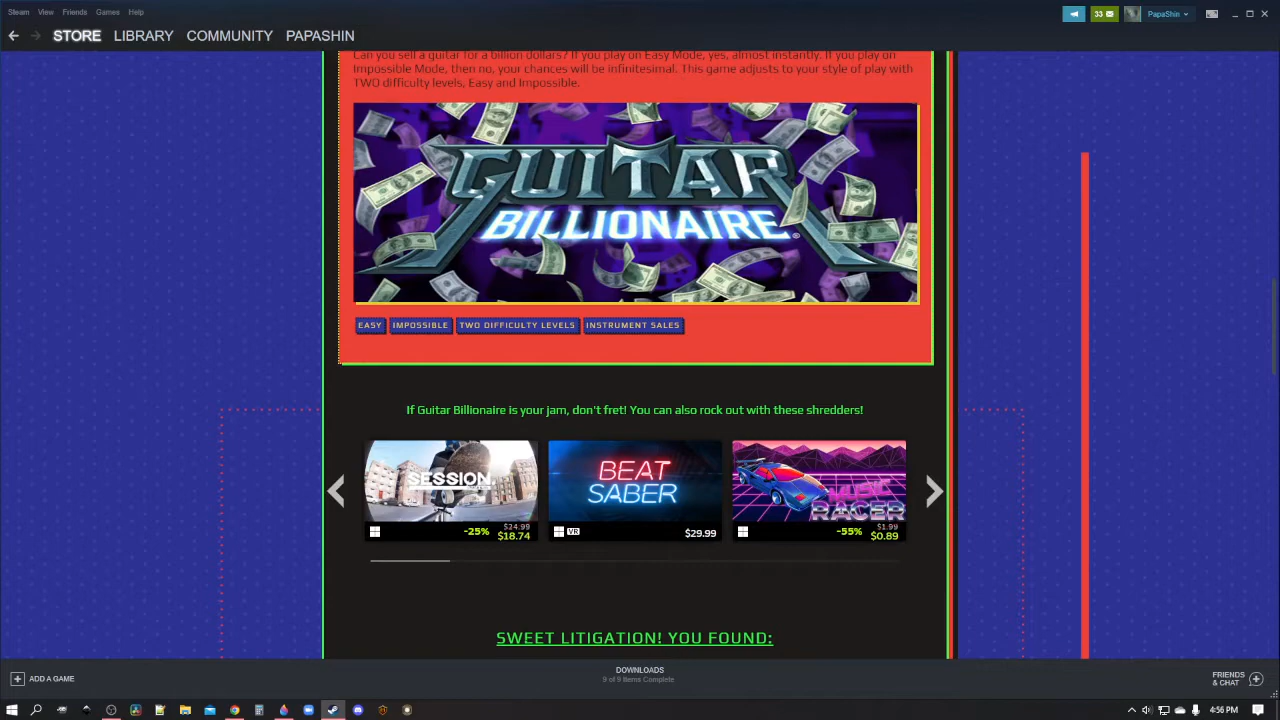 Steam View Friends Games Help
33 PapaShin
STORE LIBRARY COMMUNITY PAPASHIN
Can you sell a guitar for a billion dollars? If you play on Easy Mode, yes, almost instantly. If you play on
Impossible Mode, then no, your chances will be infinitesimal. This game adjusts to your style of play with
TWO difficulty levels, Easy and Impossible.
GUITAR
BILLIONAIRE®
EASY IMPOSSIBLE TWO DIFFICULTY LEVELS INSTRUMENT SALES
If Guitar Billionaire is your jam, don't fret! You can also rock out with these shredders!
SESSION.
BEAT
SABER
MUSIC
RACER
-25% $24.99
$18.74
VR $29.99
-55% $1.99
$0.89
SWEET LITIGATION! YOU FOUND:
ADD A GAME
DOWNLOADS
9 of 9 Items Complete
FRIENDS
& CHAT
4:56 PM